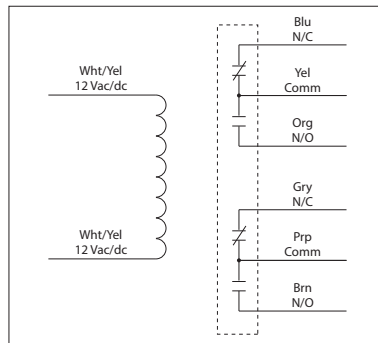 Blu
N/C
Wht/Yel
12 Vac/dc
Yel
Comm
Org
N/O
Gry
N/C
Wht/Yel
12 Vac/dc
Prp
Comm
Brn
N/O